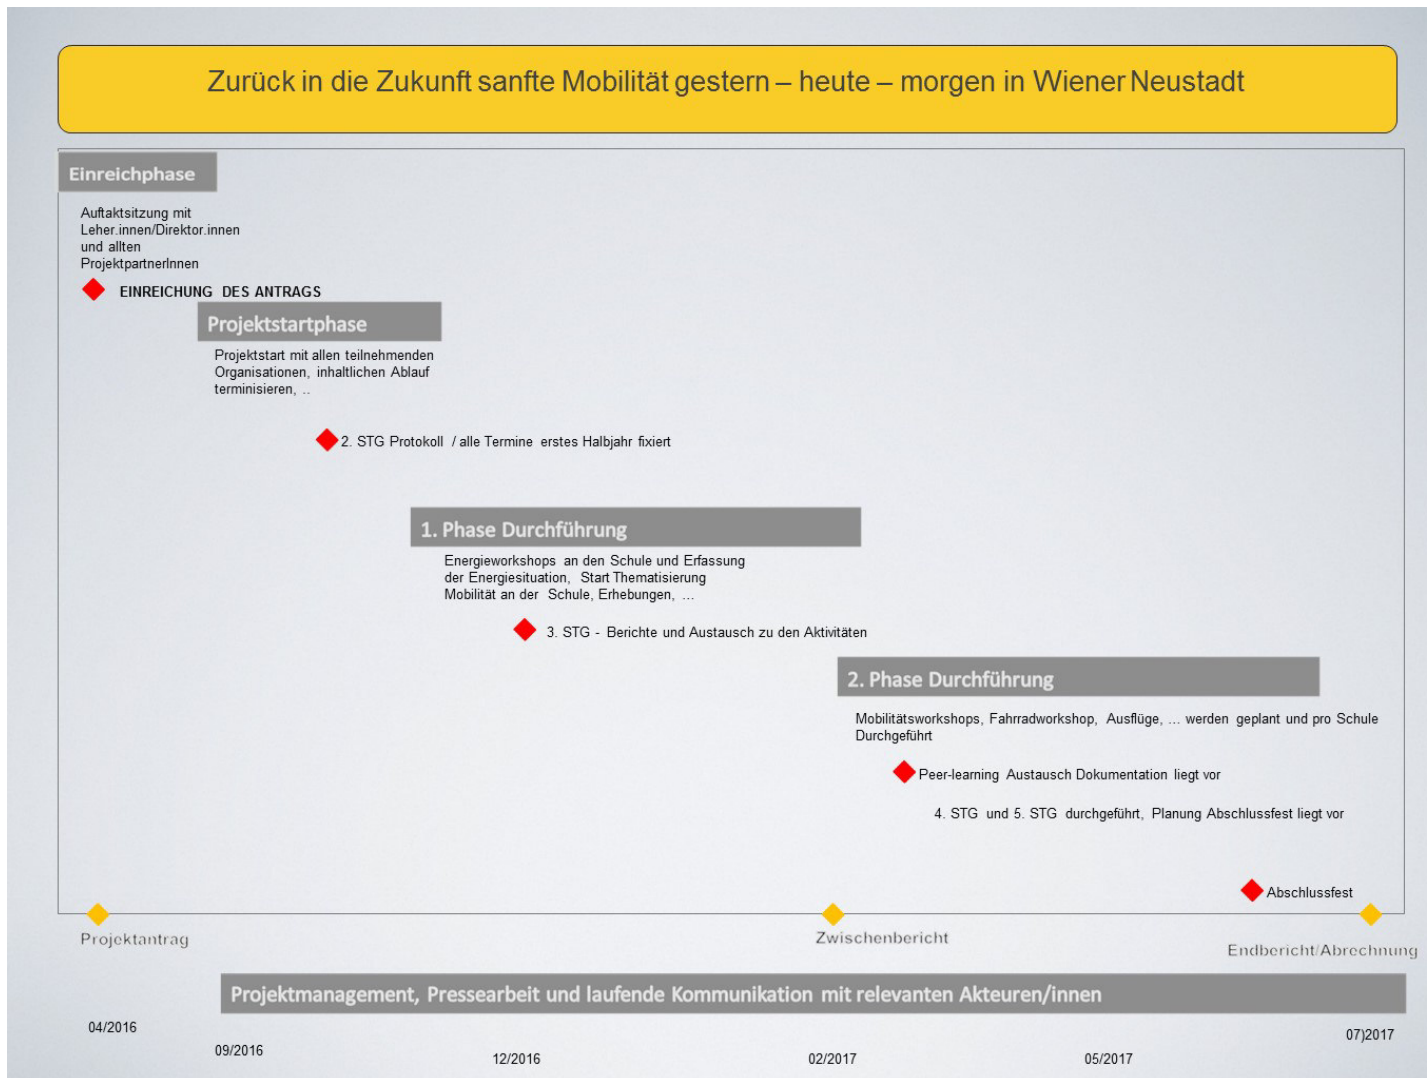 Zurück in die Zukunft sanfte Mobilität gestern – heute – morgen in Wiener Neustadt
Einreichphase
Auftaktsitzung mit
Leher.innen/Direktor.innen
und allten
ProjektpartnerInnen
EINREICHUNG DES ANTRAGS
Projektstartphase
Projektstart mit allen teilnehmenden
Organisationen, inhaltlichen Ablauf
terminisieren, ..
2. STG Protokoll / alle Termine erstes Halbjahr fixiert
1. Phase Durchführung
Energieworkshops an den Schule und Erfassung
der Energiesituation, Start Thematisierung
Mobilität an der Schule, Erhebungen, ...
3. STG - Berichte und Austausch zu den Aktivitäten
2. Phase Durchführung
Mobilitätsworkshops, Fahrradworkshop, Ausflüge, ... werden geplant und pro Schule
Durchgeführt
Peer-learning Austausch Dokumentation liegt vor
4. STG und 5. STG durchgeführt, Planung Abschlussfest liegt vor
Abschlussfest
Projektantrag
Zwischenbericht
Endbericht/Abrechnung
Projektmanagement, Pressearbeit und laufende Kommunikation mit relevanten Akteuren/innen
04/2016
09/2016
12/2016
02/2017
05/2017
07)2017